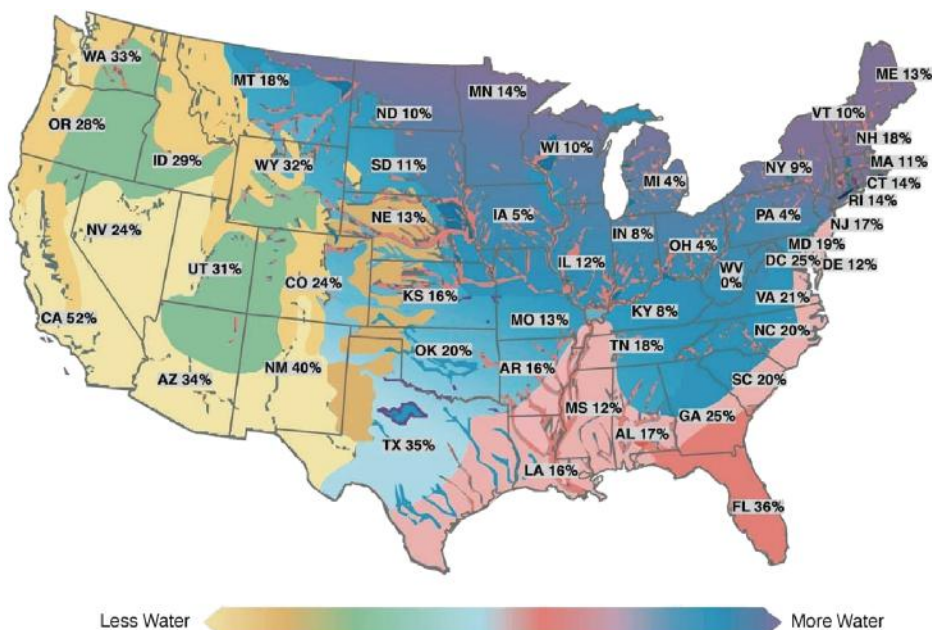 WA 33%
MT 18%
ND 10%
MN 14%
ME 13%
VT 10%
NH 18%
OR 28%
ID 29%
WY 32%
SD 11%
WI 10%
MI 4%
NY 9%
MA 11%
CT 14%
RI 14%
NV 24%
NE 13%
IA 5%
PA 4%
NJ 17%
UT 31%
CO 24%
IL 12%
IN 8%
OH 4%
MD 19%
DC 25%
DE 12%
WV
0%
CA 52%
KS 16%
MO 13%
KY 8%
VA 21%
AZ 34%
NM 40%
OK 20%
AR 16%
TN 18%
NC 20%
SC 20%
TX 35%
MS 12%
AL 17%
GA 25%
LA 16%
FL 36%
Less Water
More Water